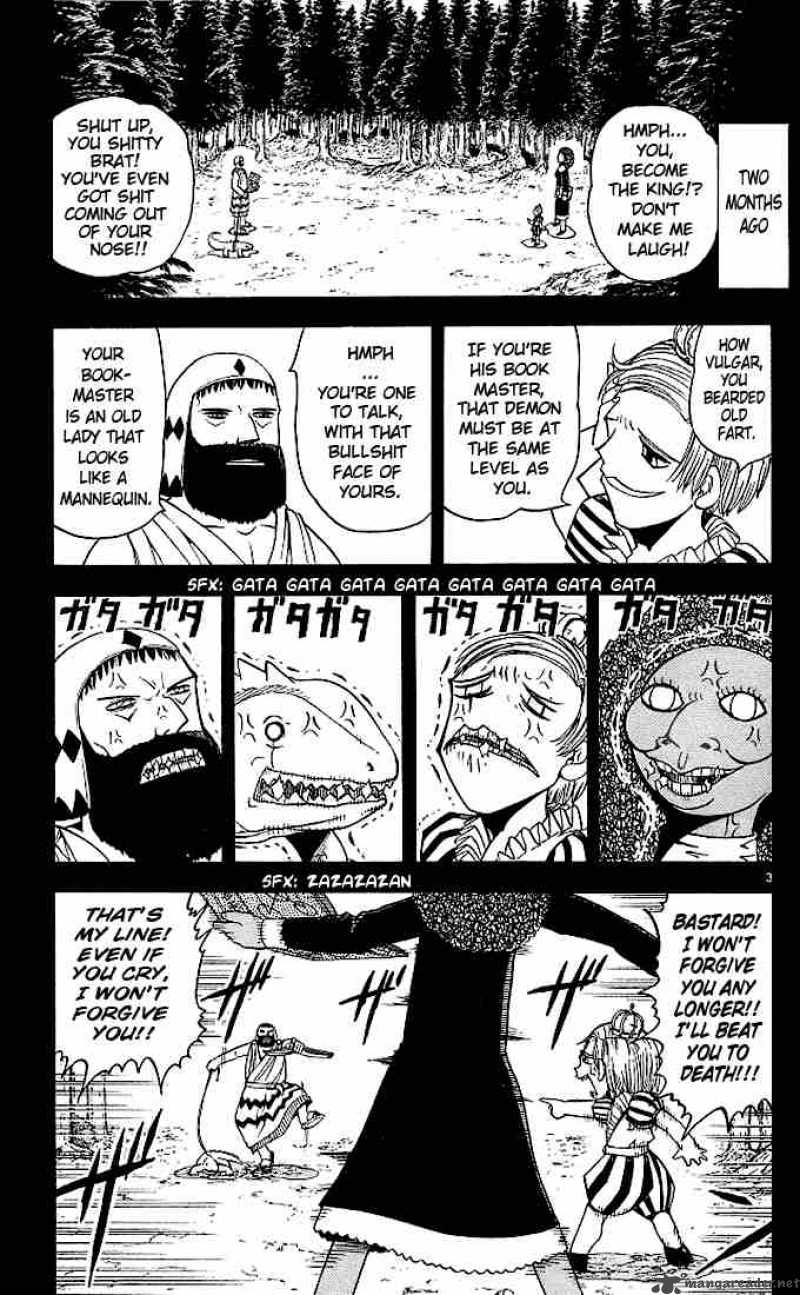 TWO
MONTHS
AGO
HMPH...
YOU,
BECOME
THE KING!?
DON'T
MAKE ME
LAUGH!
SHUT UP,
YOU SHITTY
BRAT!
YOU'VE EVEN
GOT SHIT
COMING OUT
OF YOUR
NOSE!!
HOW
VULGAR,
YOU
BEARDED
OLD
FART.
IF YOU'RE
HIS BOOK
MASTER,
THAT DEMON
MUST BE AT
THE SAME
LEVEL AS
YOU.
HMPH
...
YOU'RE ONE
TO TALK,
WITH THAT
BULLSHIT
FACE OF
YOURS.
YOUR
BOOK-
MASTER
IS AN OLD
LADY THAT
LOOKS
LIKE A
MANNEQUIN.
SFX: GATA GATA GATA GATA GATA GATA GATA GATA
ガタ ガタ
ガタ ガタ
ガタガタ
ガタ ガタ
3
SFX: ZAZAZAZAN
BASTARD!
I WON'T
FORGIVE
YOU ANY
LONGER!!
I'LL BEAT
YOU TO
DEATH!!!
THAT'S
MY LINE!
EVEN IF
YOU CRY,
I WON'T
FORGIVE
YOU!!
mangareader.net